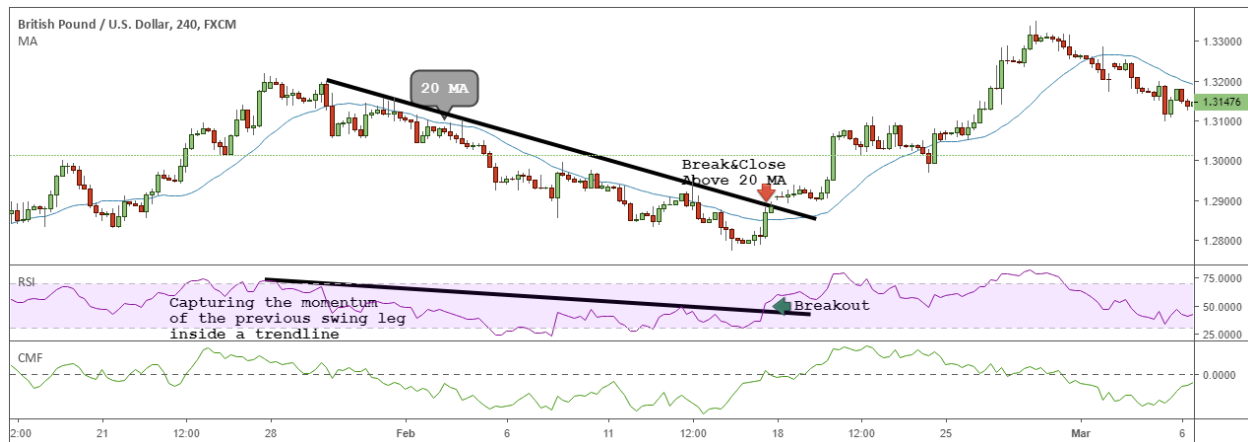 British Pound / U.S. Dollar, 240, FXCM
MA
1.33000
1.32000
1.31476
1.31000
1.30000
1.29000
1.28000
20 MA
Break&Close
Above 20 MA
RSI
75.0000
50.0000
25.0000
Capturing the momentum
of the previous swing leg
inside a trendline
Breakout
CMF
0.0000
2:00 21 12:00 28 Feb 6 11 12:00 18 12:00 25 Mar 6